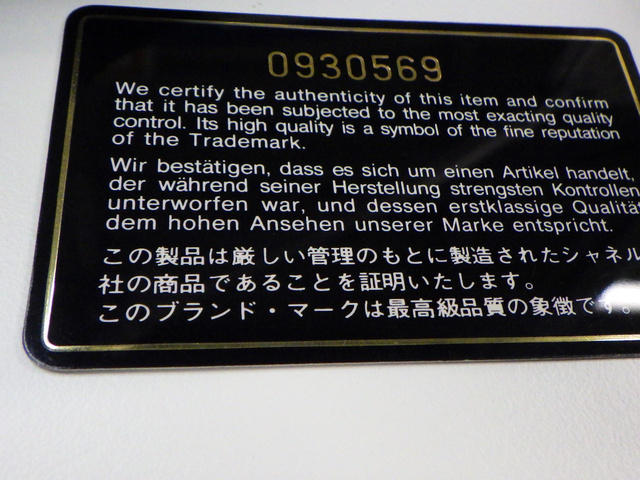 0930569
We certify the authenticity of this item and confirm
that it has been subjected to the most exacting quality
control. Its high quality is a symbol of the fine reputation
of the Trademark.
Wir bestätigen, dass es sich um einen Artikel handelt,
der während seiner Herstellung strengsten Kontrollen
unterworfen war, und dessen erstklassige Qualität
dem hohen Ansehen unserer Marke entspricht.
この製品は厳しい管理のもとに製造されたシャネル
社の商品であることを証明いたします。
このブランド・マークは最高級品質の象徴です。